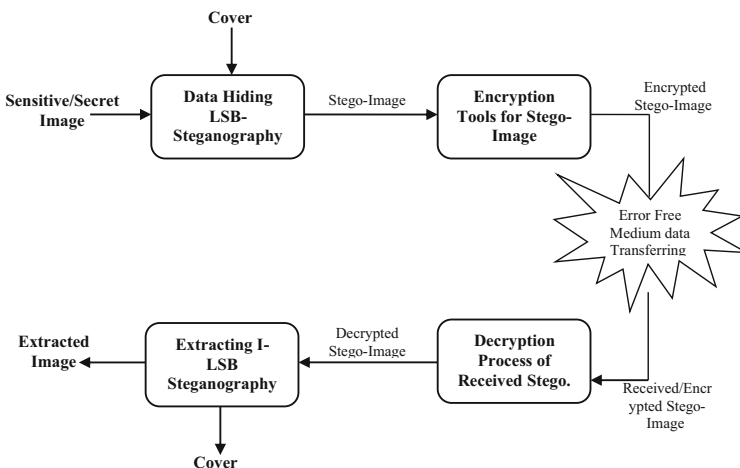 Cover
Sensitive/Secret
Image
Data Hiding
LSB-
Steganography
Stego-Image
Encryption
Tools for Stego-
Image
Encrypted
Stego-Image
Error Free
Medium data
Transferring
Extracted
Image
Extracting I-
LSB
Steganography
Decrypted
Stego-Image
Decryption
Process of
Received Stego.
Received/Encr
ypted Stego-
Image
Cover